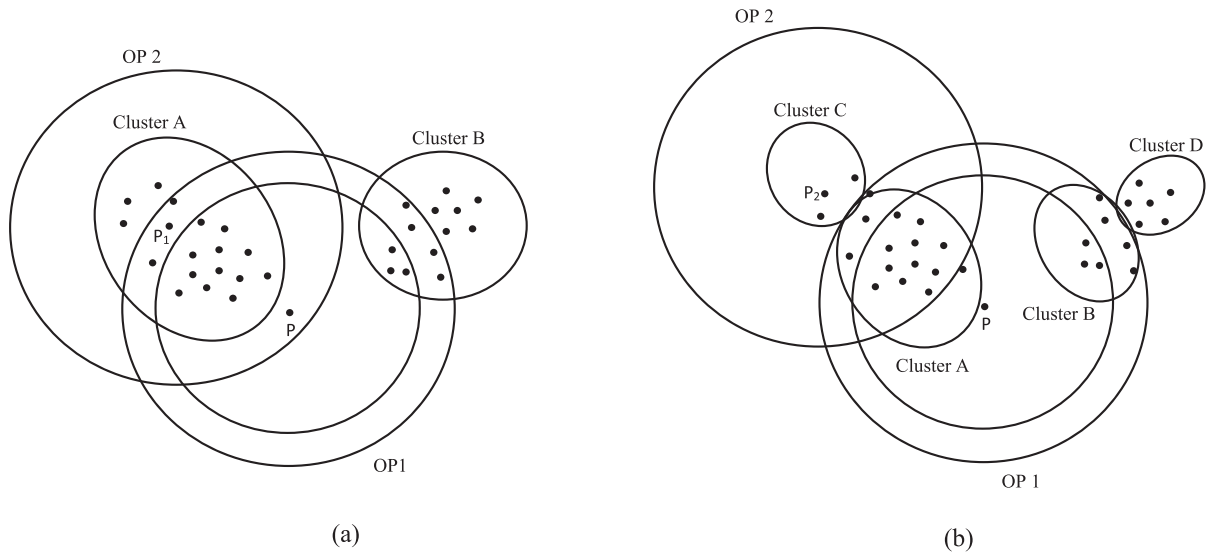 OP 2
Cluster A
Cluster B
P₁
P
OP1
(a)
OP 2
Cluster C
Cluster D
P₂
Cluster B
P
Cluster A
OP 1
(b)